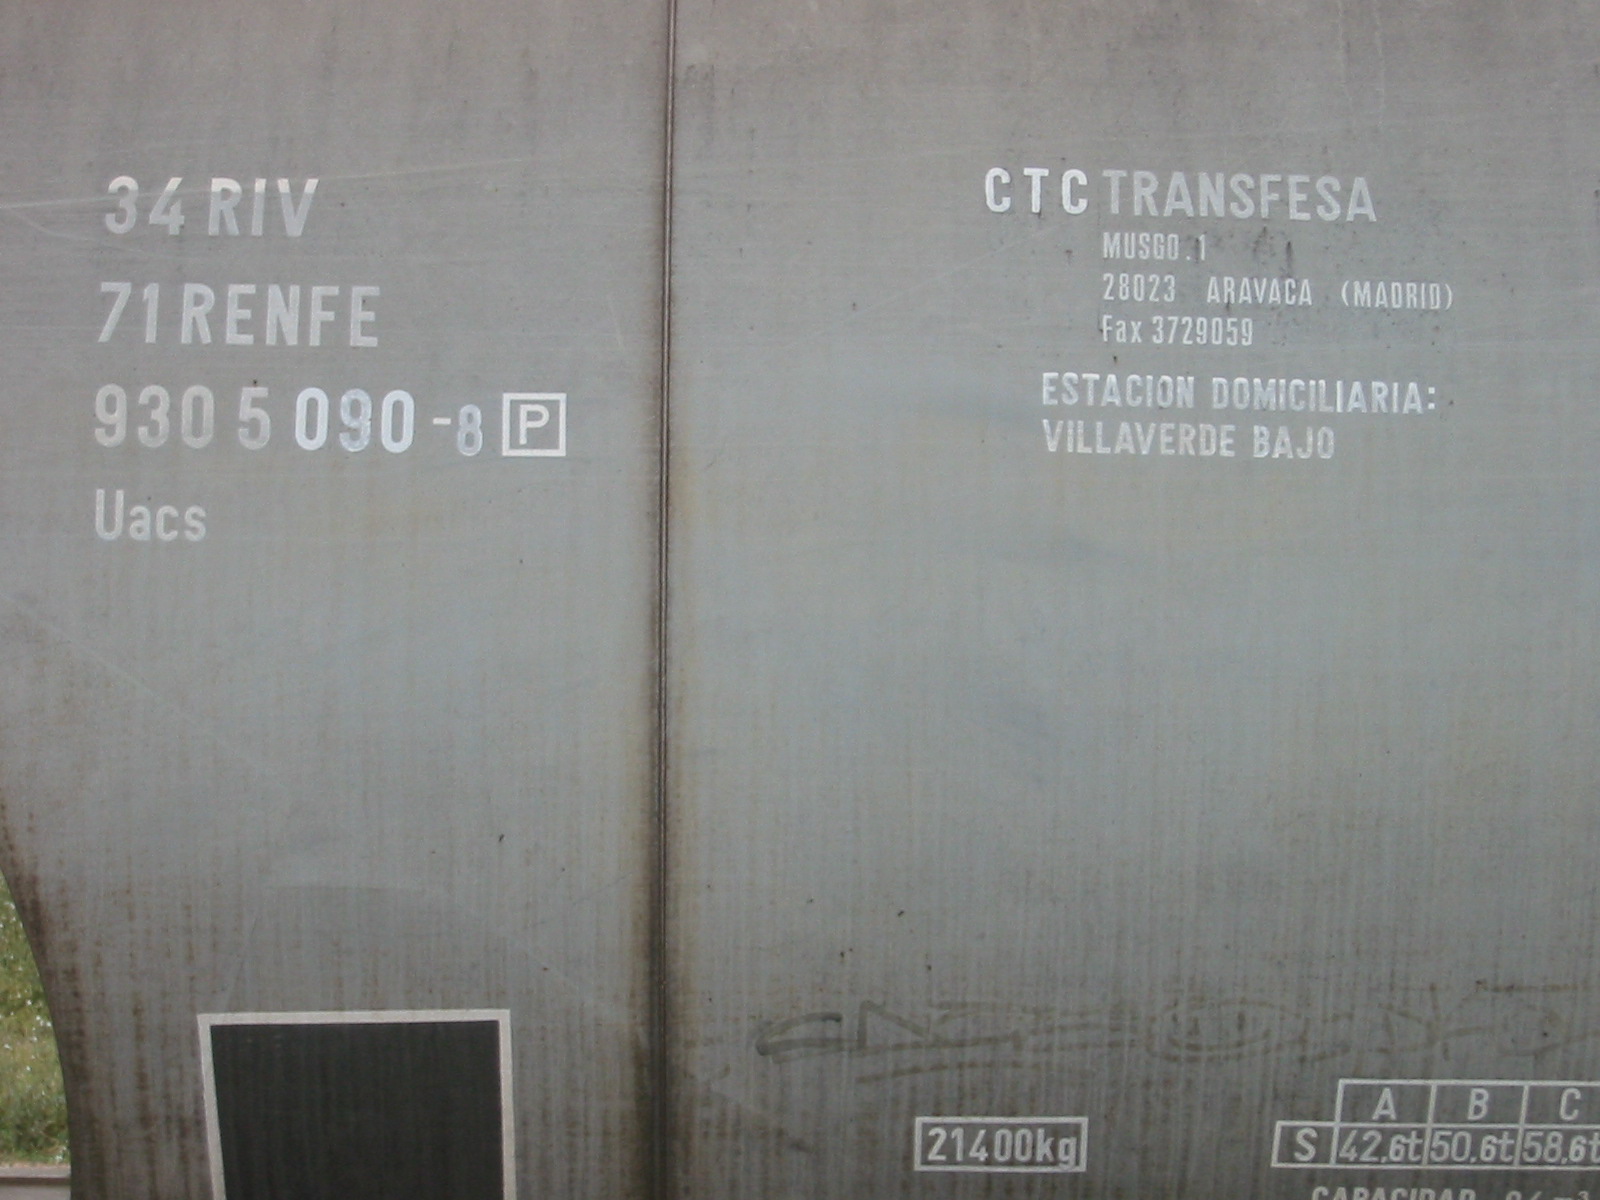 34 RIV
71 RENFE
930 5 090-8 P
Uacs
CTC TRANSFESA
MUSGO.1
28023 ARAVACA (MADRID)
Fax 3729059
ESTACION DOMICILIARIA:
VILLAVERDE BAJO
21400kg
A B C
S 42,6t 50,6t 58,6t
CAPACIDAD